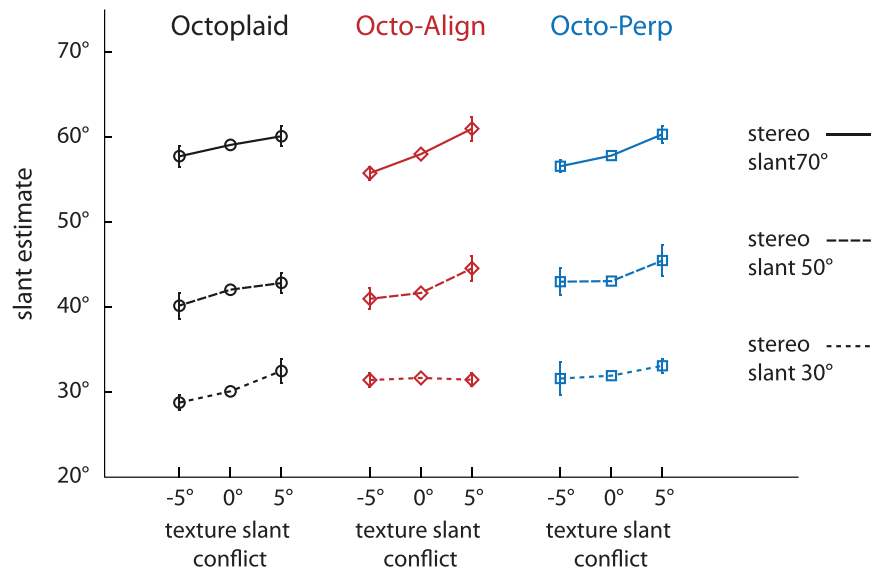 Octoplaid
Octo-Align
Octo-Perp
70°
60°
50°
40°
30°
20°
slant estimate
-5° 0° 5°
texture slant
conflict
-5° 0° 5°
texture slant
conflict
-5° 0° 5°
texture slant
conflict
stereo
slant70°
stereo
slant 50°
stereo
slant 30°